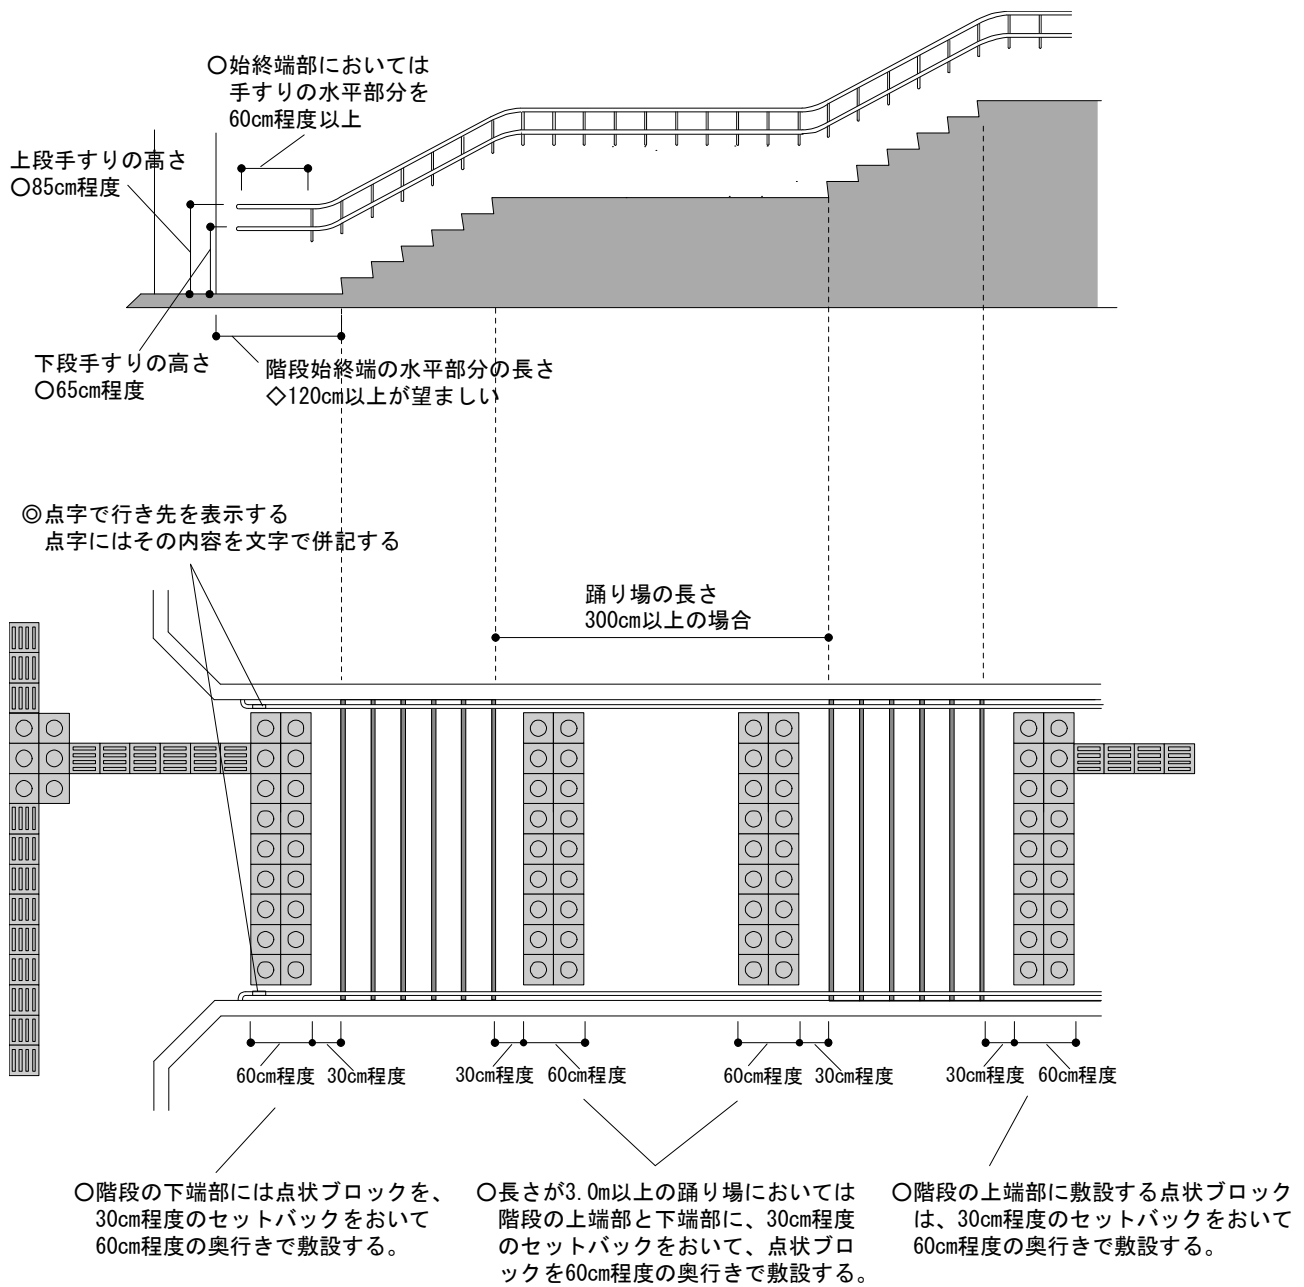 ○始終端部においては
手すりの水平部分を
60cm程度以上
上段手すりの高さ
○85cm程度
下段手すりの高さ
○65cm程度
階段始終端の水平部分の長さ
◇120cm以上が望ましい
◎点字で行き先を表示する
点字にはその内容を文字で併記する
踊り場の長さ
300cm以上の場合
60cm程度 30cm程度 30cm程度 60cm程度 60cm程度 30cm程度 30cm程度 60cm程度
○階段の下端部には点状ブロックを、
30cm程度のセットバックをおいて
60cm程度の奥行きで敷設する。
○長さが3.0m以上の踊り場においては
階段の上端部と下端部に、30cm程度
のセットバックをおいて、点状ブロ
ックを60cm程度の奥行きで敷設する。
○階段の上端部に敷設する点状ブロック
は、30cm程度のセットバックをおいて
60cm程度の奥行きで敷設する。